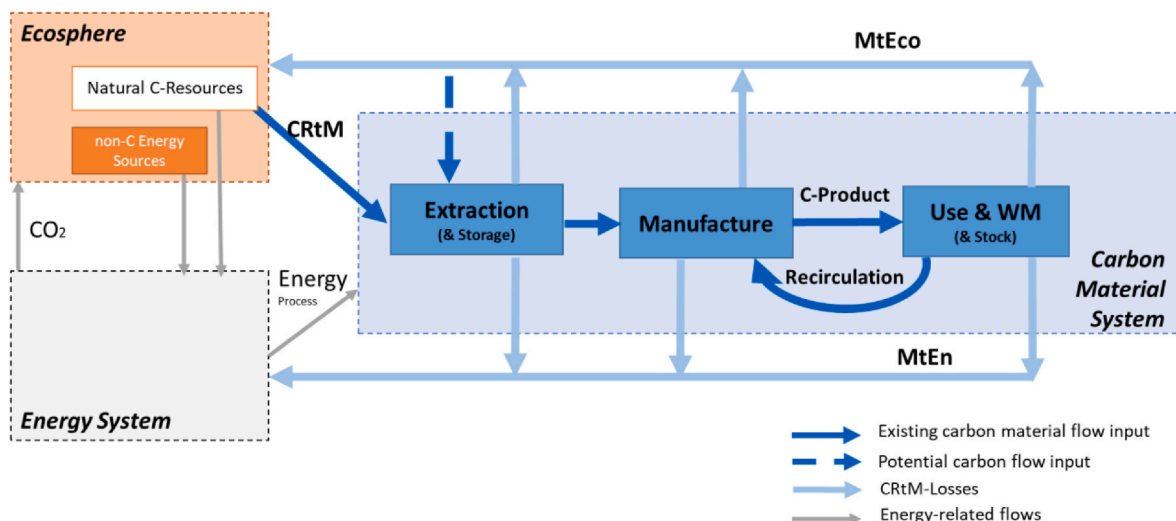 Ecosphere
MtEco
Natural C-Resources
CRtM
non-C Energy
Sources
Extraction
(& Storage)
Manufacture
C-Product
Use & WM
(& Stock)
CO2
Energy
Process
Recirculation
Carbon
Material
System
MtEn
Energy System
Existing carbon material flow input
Potential carbon flow input
CRtM-Losses
Energy-related flows